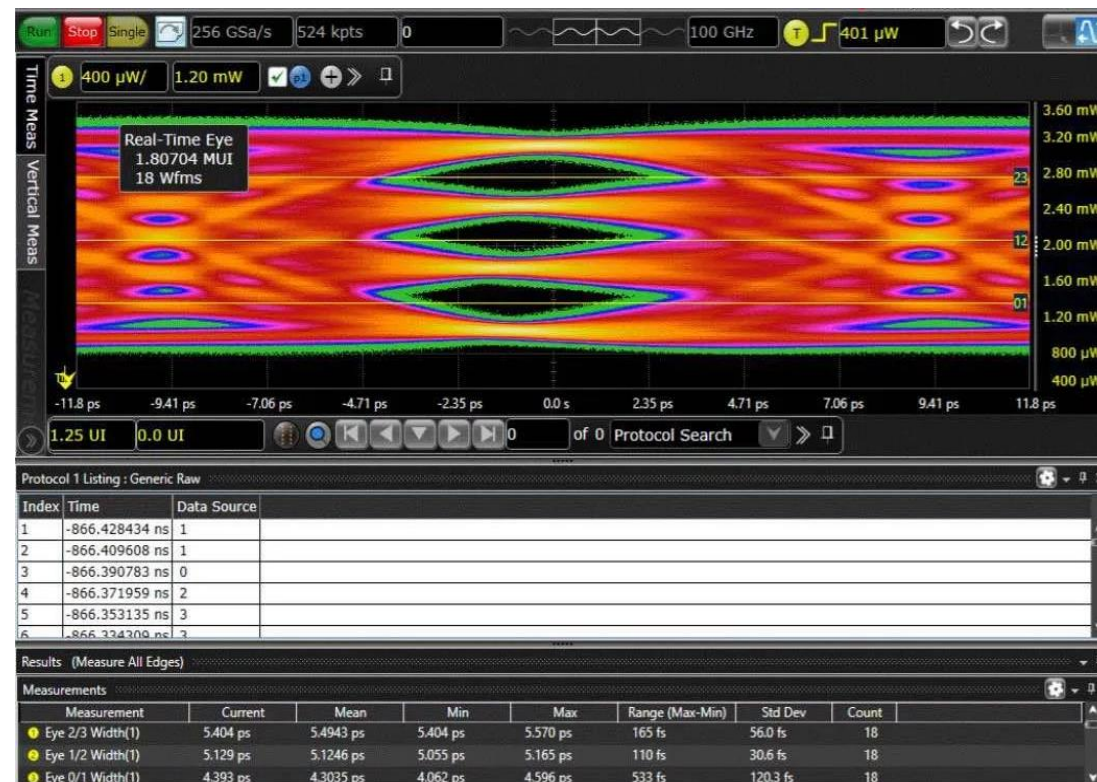 Run Stop Single 256 GSa/s 524 kpts 0 100 GHz T 401 µW
Time Meas
Vertical Meas
1 400 µW/ 1.20 mW p1
Real-Time Eye
1.80704 MUI
18 Wfms
3.60 mW
3.20 mW
23 2.80 mW
2.40 mW
12 2.00 mW
1.60 mW
01
1.20 mW
800 µW
400 µW
-11.8 ps -9.41 ps -7.06 ps -4.71 ps -2.35 ps 0.0 s 2.35 ps 4.71 ps 7.06 ps 9.41 ps 11.8 ps
1.25 UI 0.0 UI 0 of 0 Protocol Search
Protocol 1 Listing : Generic Raw
Index Time Data Source
1 -866.428434 ns 1
2 -866.409608 ns 1
3 -866.390783 ns 0
4 -866.371959 ns 2
5 -866.353135 ns 3
6 -866.334309 ns 3
Results (Measure All Edges)
Measurements
Measurement Current Mean Min Max Range (Max-Min) Std Dev Count
1 Eye 2/3 Width(1) 5.404 ps 5.4943 ps 5.404 ps 5.570 ps 165 fs 56.0 fs 18
2 Eye 1/2 Width(1) 5.129 ps 5.1246 ps 5.055 ps 5.165 ps 110 fs 30.6 fs 18
Eye 0/1 Width(1) 4.393 ps 4.3035 ps 4.062 ps 4.596 ps 533 fs 120.3 fs 18